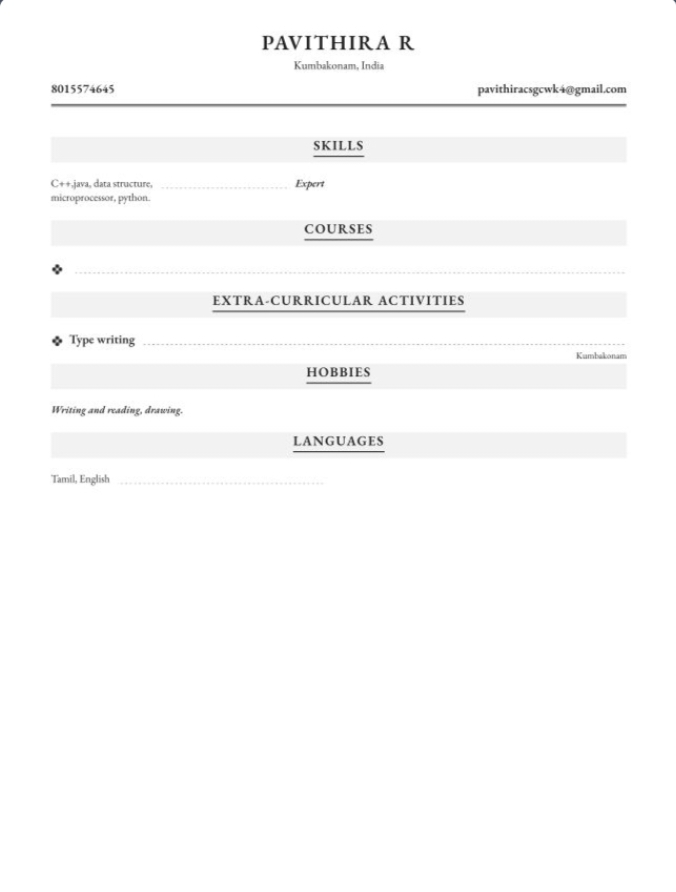 PAVITHIRA R
Kumbakonam, India
8015574645 pavithiracsgcwk4@gmail.com
SKILLS
C++,java, data structure, Expert
microprocessor, python.
COURSES
EXTRA-CURRICULAR ACTIVITIES
Type writing
Kumbakonam
HOBBIES
Writing and reading, drawing.
LANGUAGES
Tamil, English